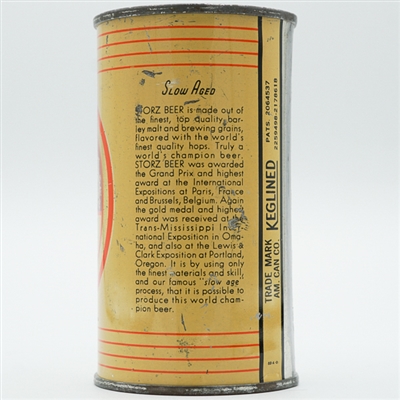 SLOW AGED
STORZ BEER is made out of
the finest, top quality bar-
ley malt and brewing grains,
flavored with the world's
finest quality hops. Truly a
world's champion beer.
STORZ BEER was awarded
the Grand Prix and highest
award at the International
Expositions at Paris, France
and Brussels, Belgium. Again
the gold medal and highest
award was received at the
Trans-Mississippi Inter-
national Exposition in Oma-
ha, and also at the Lewis &
Clark Exposition at Portland,
Oregon. It is by using only
the finest materials and skill,
and our famous "slow age
process, that it is possible to
produce this world cham-
pion beer.
TRADE MARK KEGLINED PATS. 2064537
AM. CAN CO. 2259498-2178618